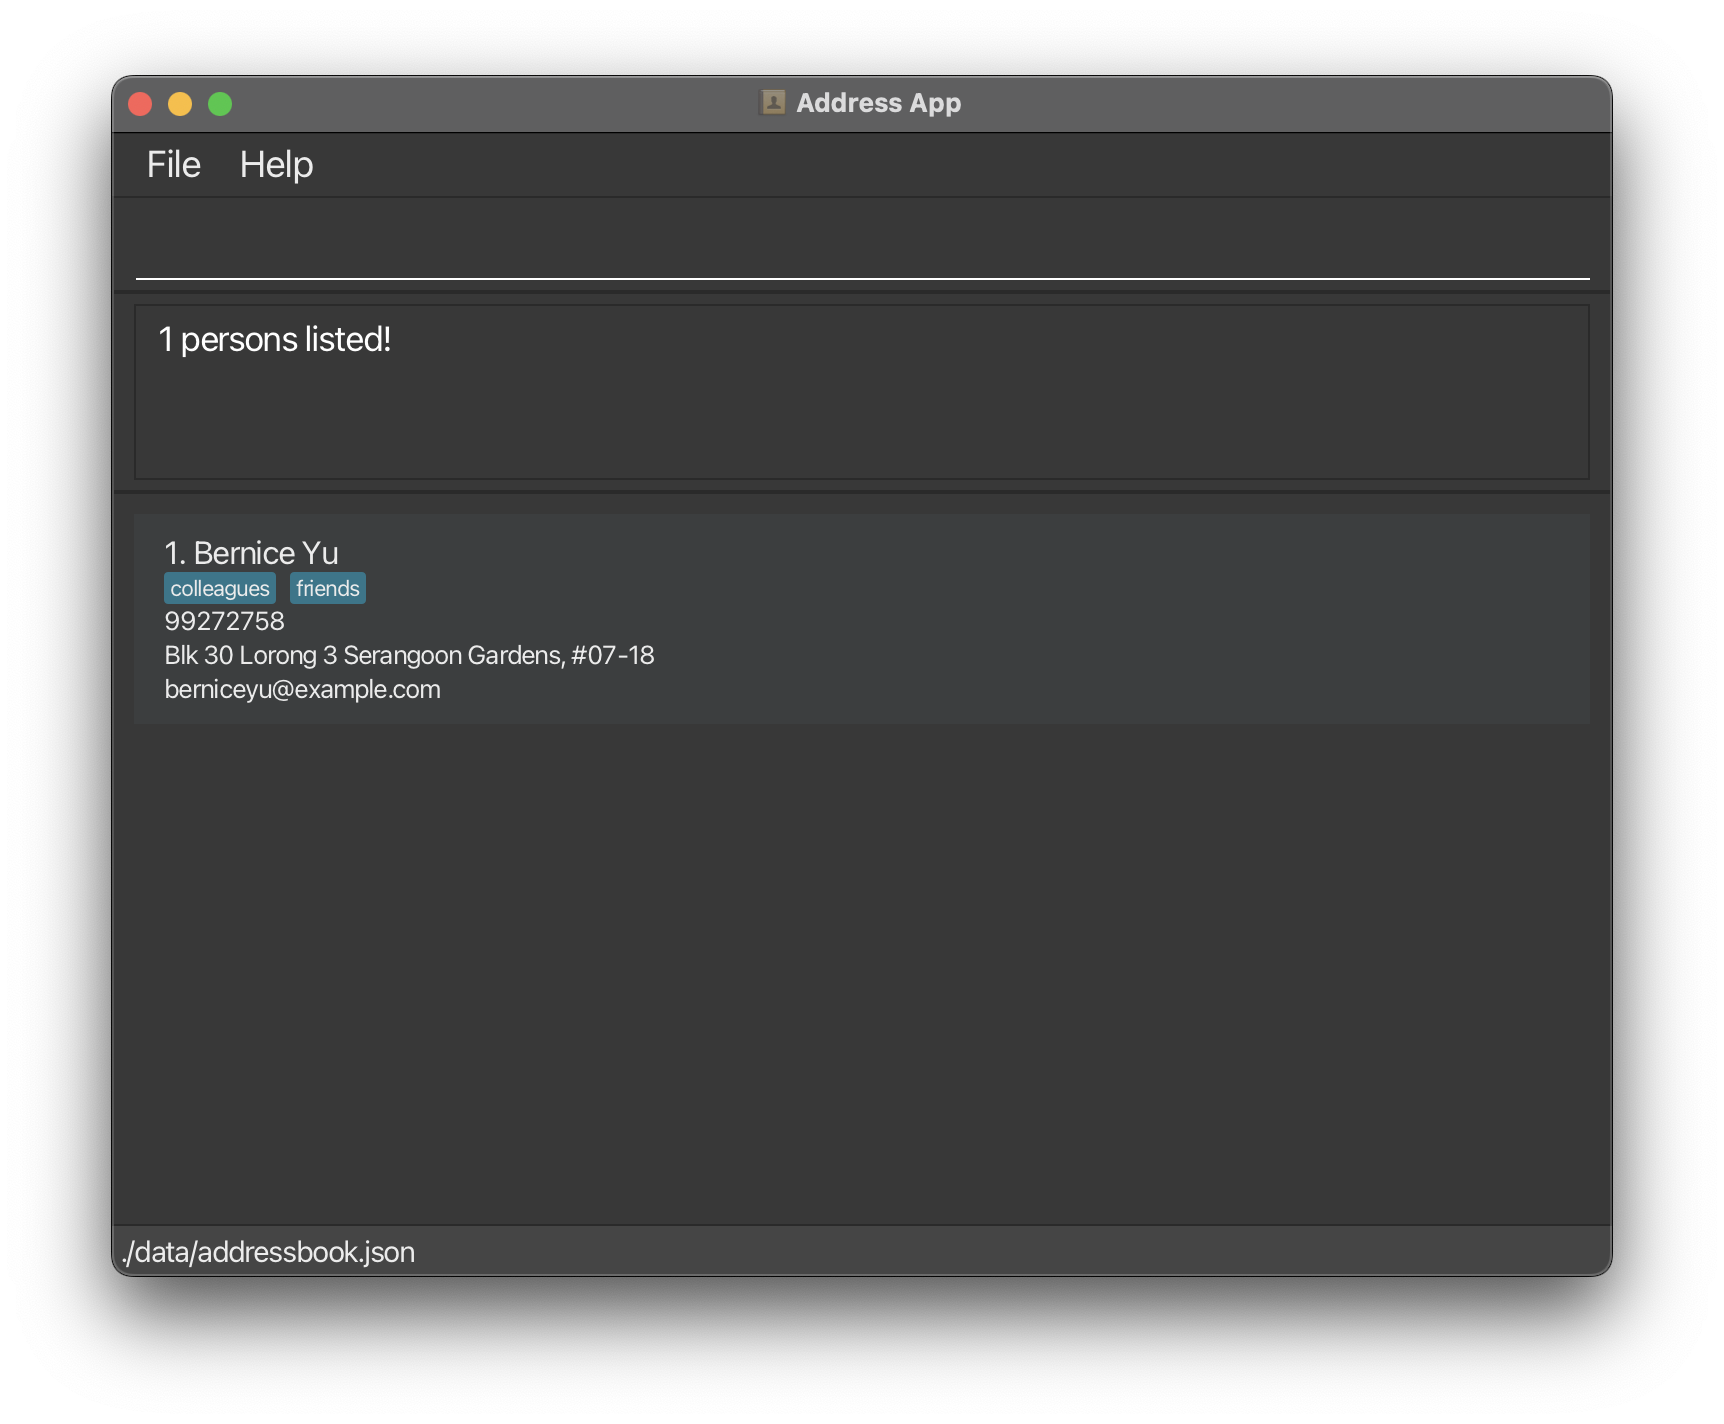 Address App
File Help
1 persons listed!
1. Bernice Yu
colleagues friends
99272758
Blk 30 Lorong 3 Serangoon Gardens, #07-18
berniceyu@example.com
./data/addressbook.json